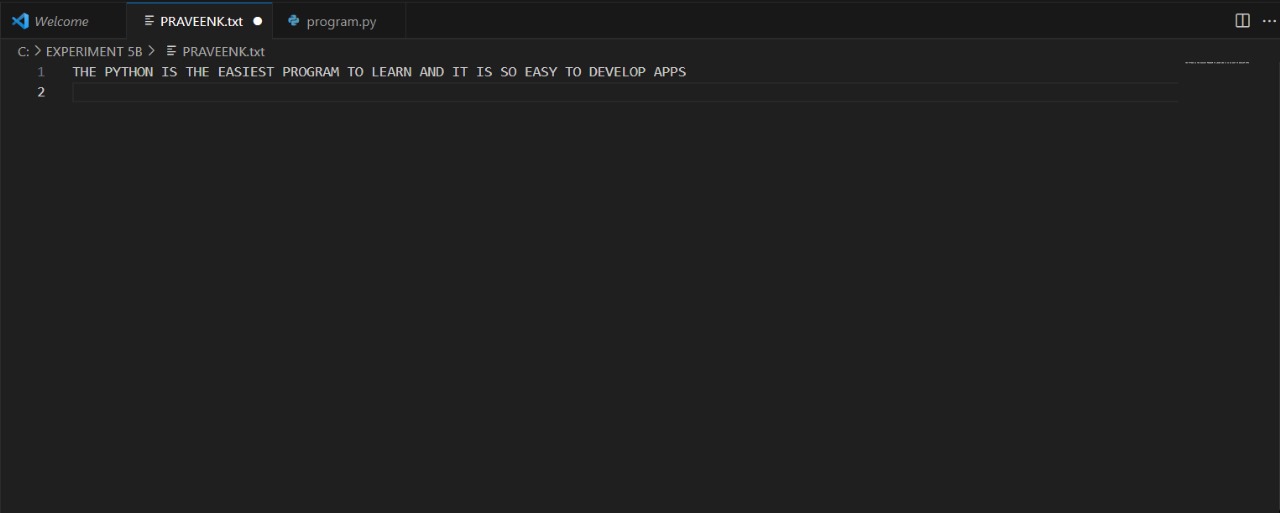 Welcome PRAVEENK.txt program.py
C: > EXPERIMENT 5B > PRAVEENK.txt
1 THE PYTHON IS THE EASIEST PROGRAM TO LEARN AND IT IS SO EASY TO DEVELOP APPS
2